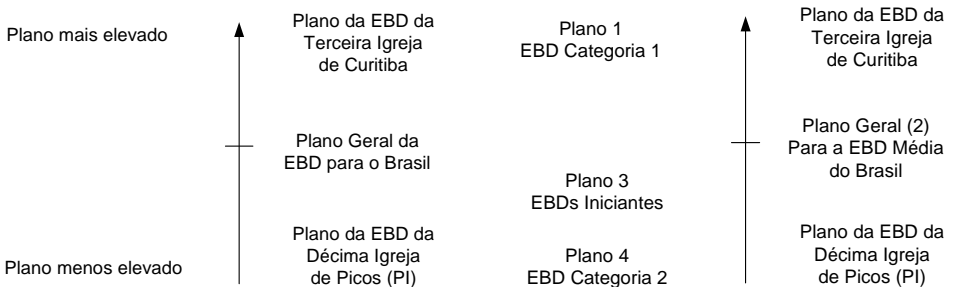 Plano mais elevado
Plano da EBD da
Terceira Igreja
de Curitiba
Plano Geral da
EBD para o Brasil
Plano menos elevado
Plano da EBD da
Décima Igreja
de Picos (PI)
Plano 1
EBD Categoria 1
Plano 3
EBDs Iniciantes
Plano 4
EBD Categoria 2
Plano da EBD da
Terceira Igreja
de Curitiba
Plano Geral (2)
Para a EBD Média
do Brasil
Plano da EBD da
Décima Igreja
de Picos (PI)